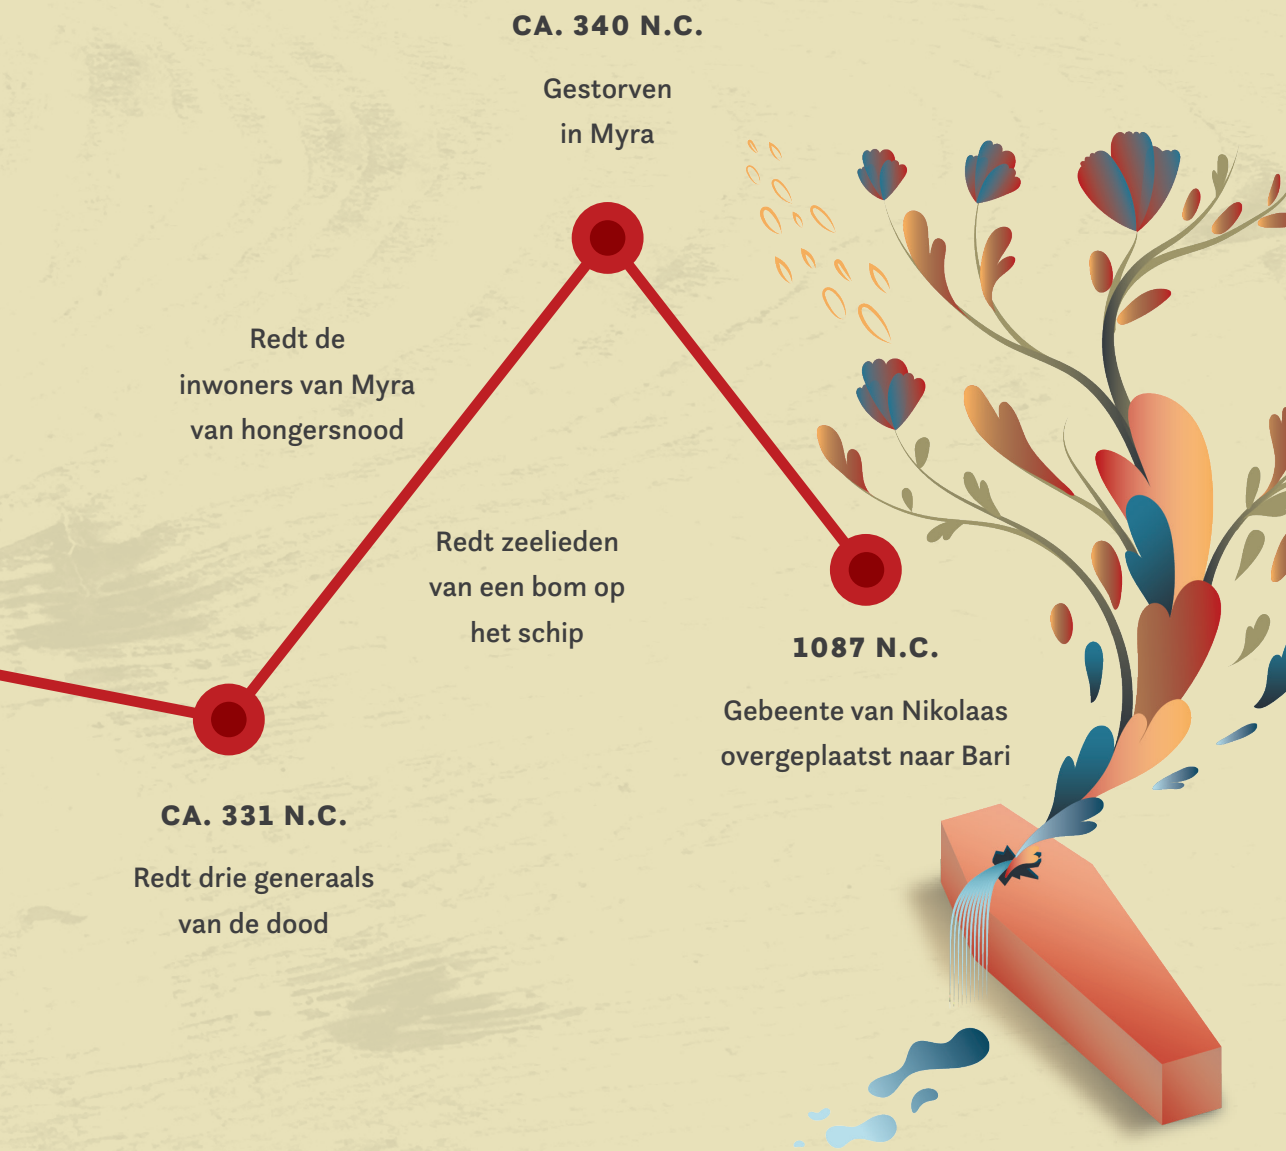 CA. 340 N.C.
Gestorven
in Myra
Redt de
inwoners van Myra
van hongersnood
Redt zeelieden
van een bom op
het schip
1087 N.C.
Gebeente van Nikolaas
overgeplaatst naar Bari
CA. 331 N.C.
Redt drie generaals
van de dood